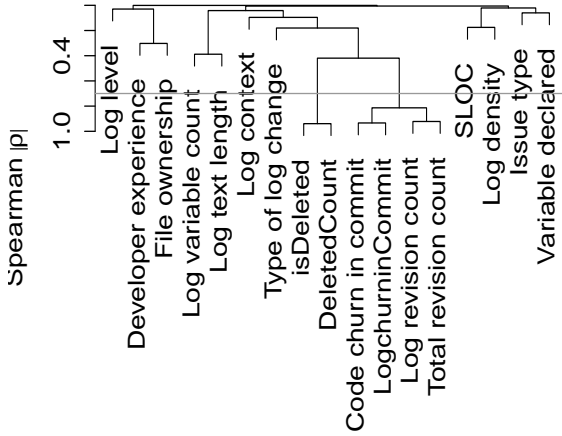 Spearman |ρ|
0.4
1.0
Log level
Developer experience
File ownership
Log variable count
Log text length
Log context
Type of log change
isDeleted
DeletedCount
Code churn in commit
LogchurninCommit
Log revision count
Total revision count
SLOC
Log density
Issue type
Variable declared